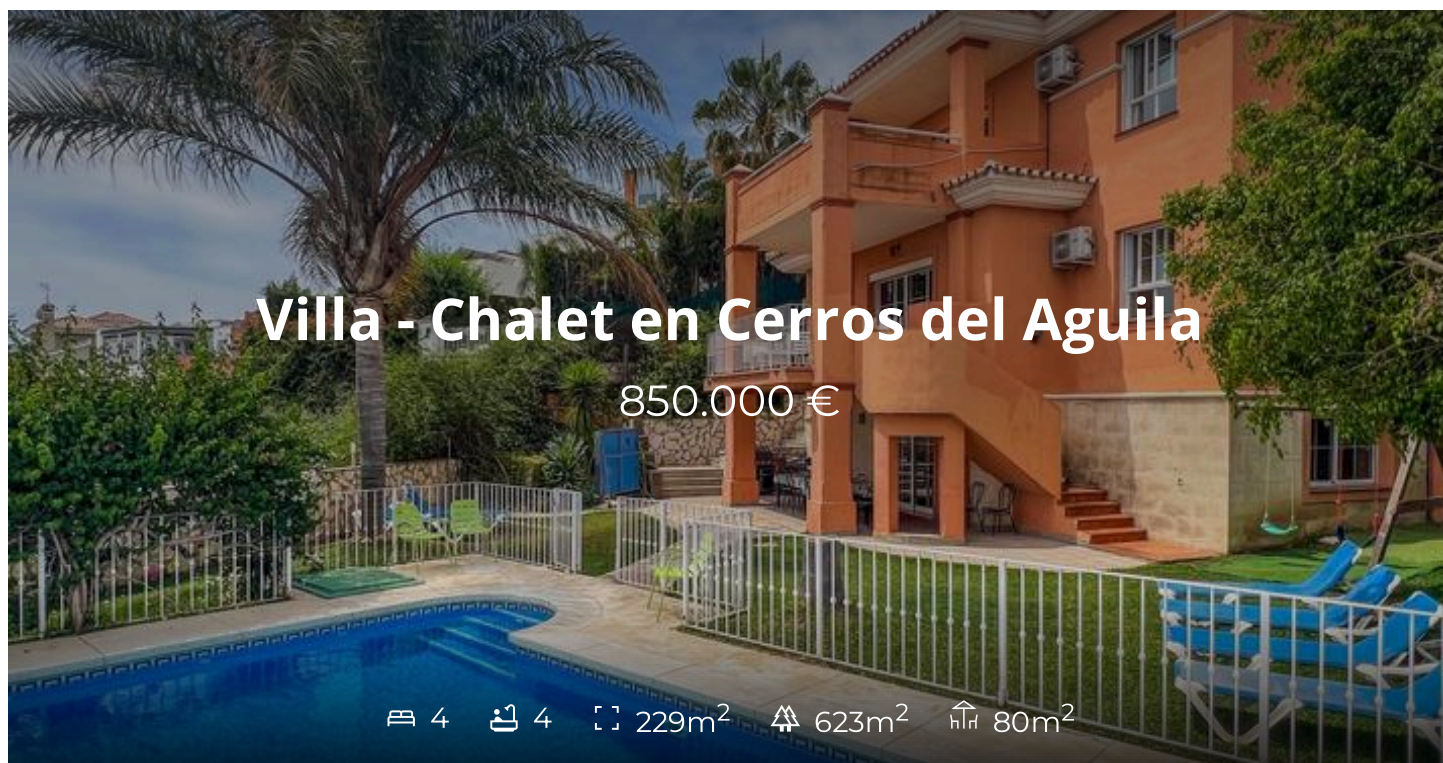 Villa - Chalet en Cerros del Aguila
850.000 €
4 4 229m² 623m² 80m²